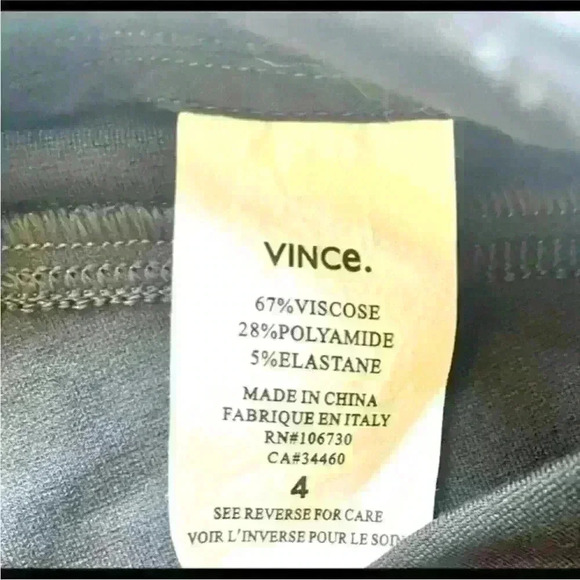 VINCe.
67%VISCOSE
28%POLYAMIDE
5%ELASTANE
MADE IN CHINA
FABRIQUE EN ITALY
RN#106730
CA#34460
4
SEE REVERSE FOR CARE
VOIR L'INVERSE POUR LE